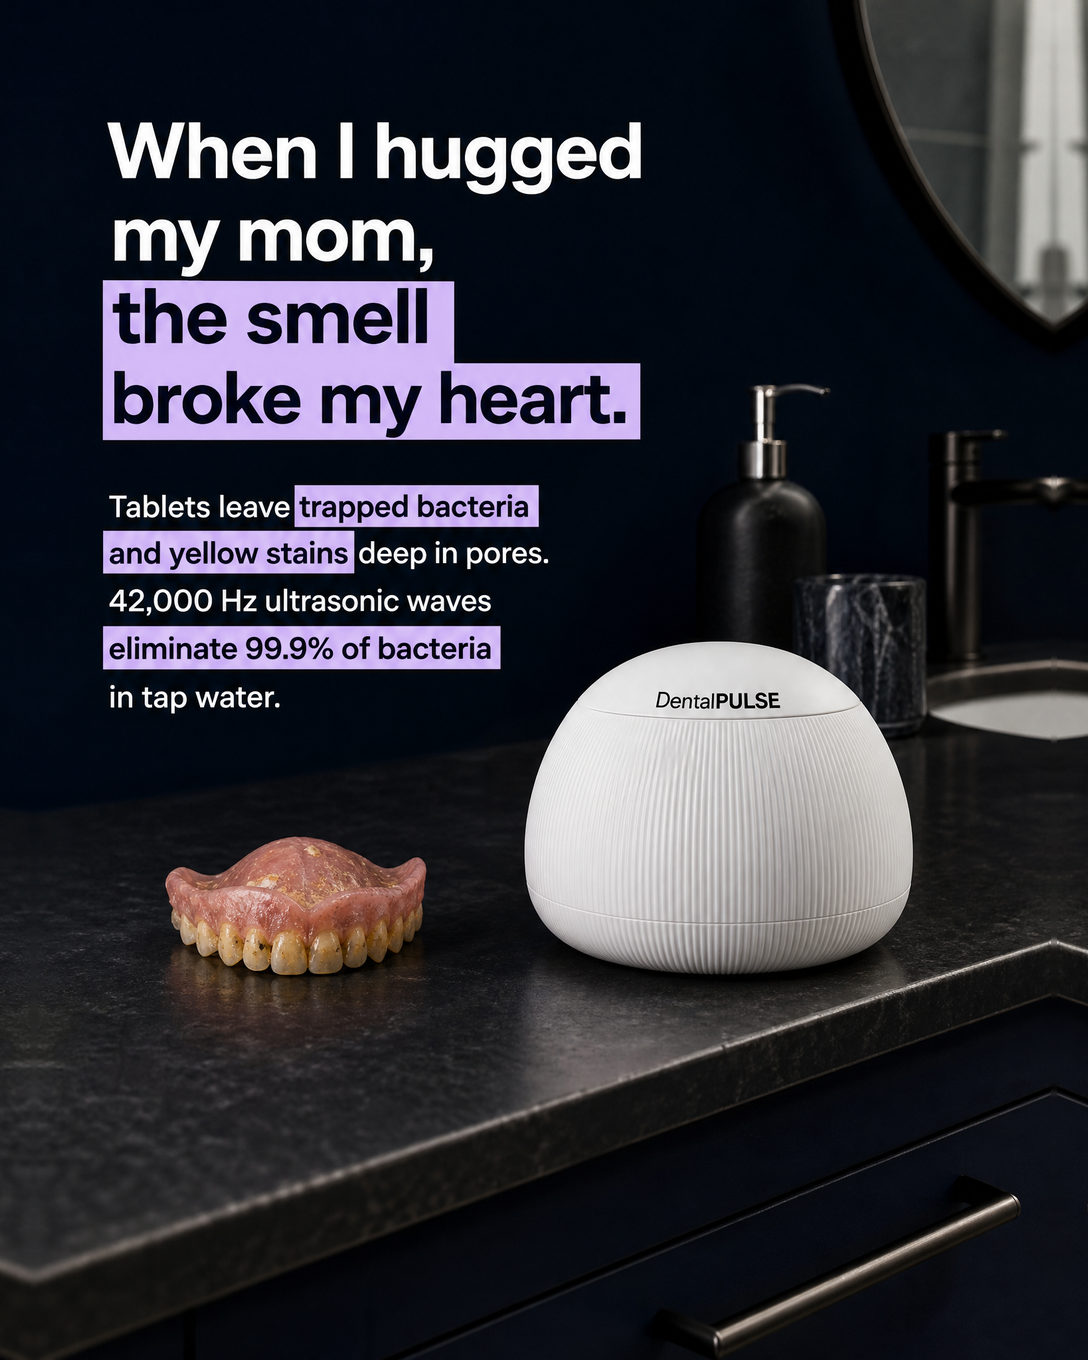 When I hugged
my mom,
the smell
broke my heart.
Tablets leave trapped bacteria
and yellow stains deep in pores.
42,000 Hz ultrasonic waves
eliminate 99.9% of bacteria
in tap water.
DentalPULSE